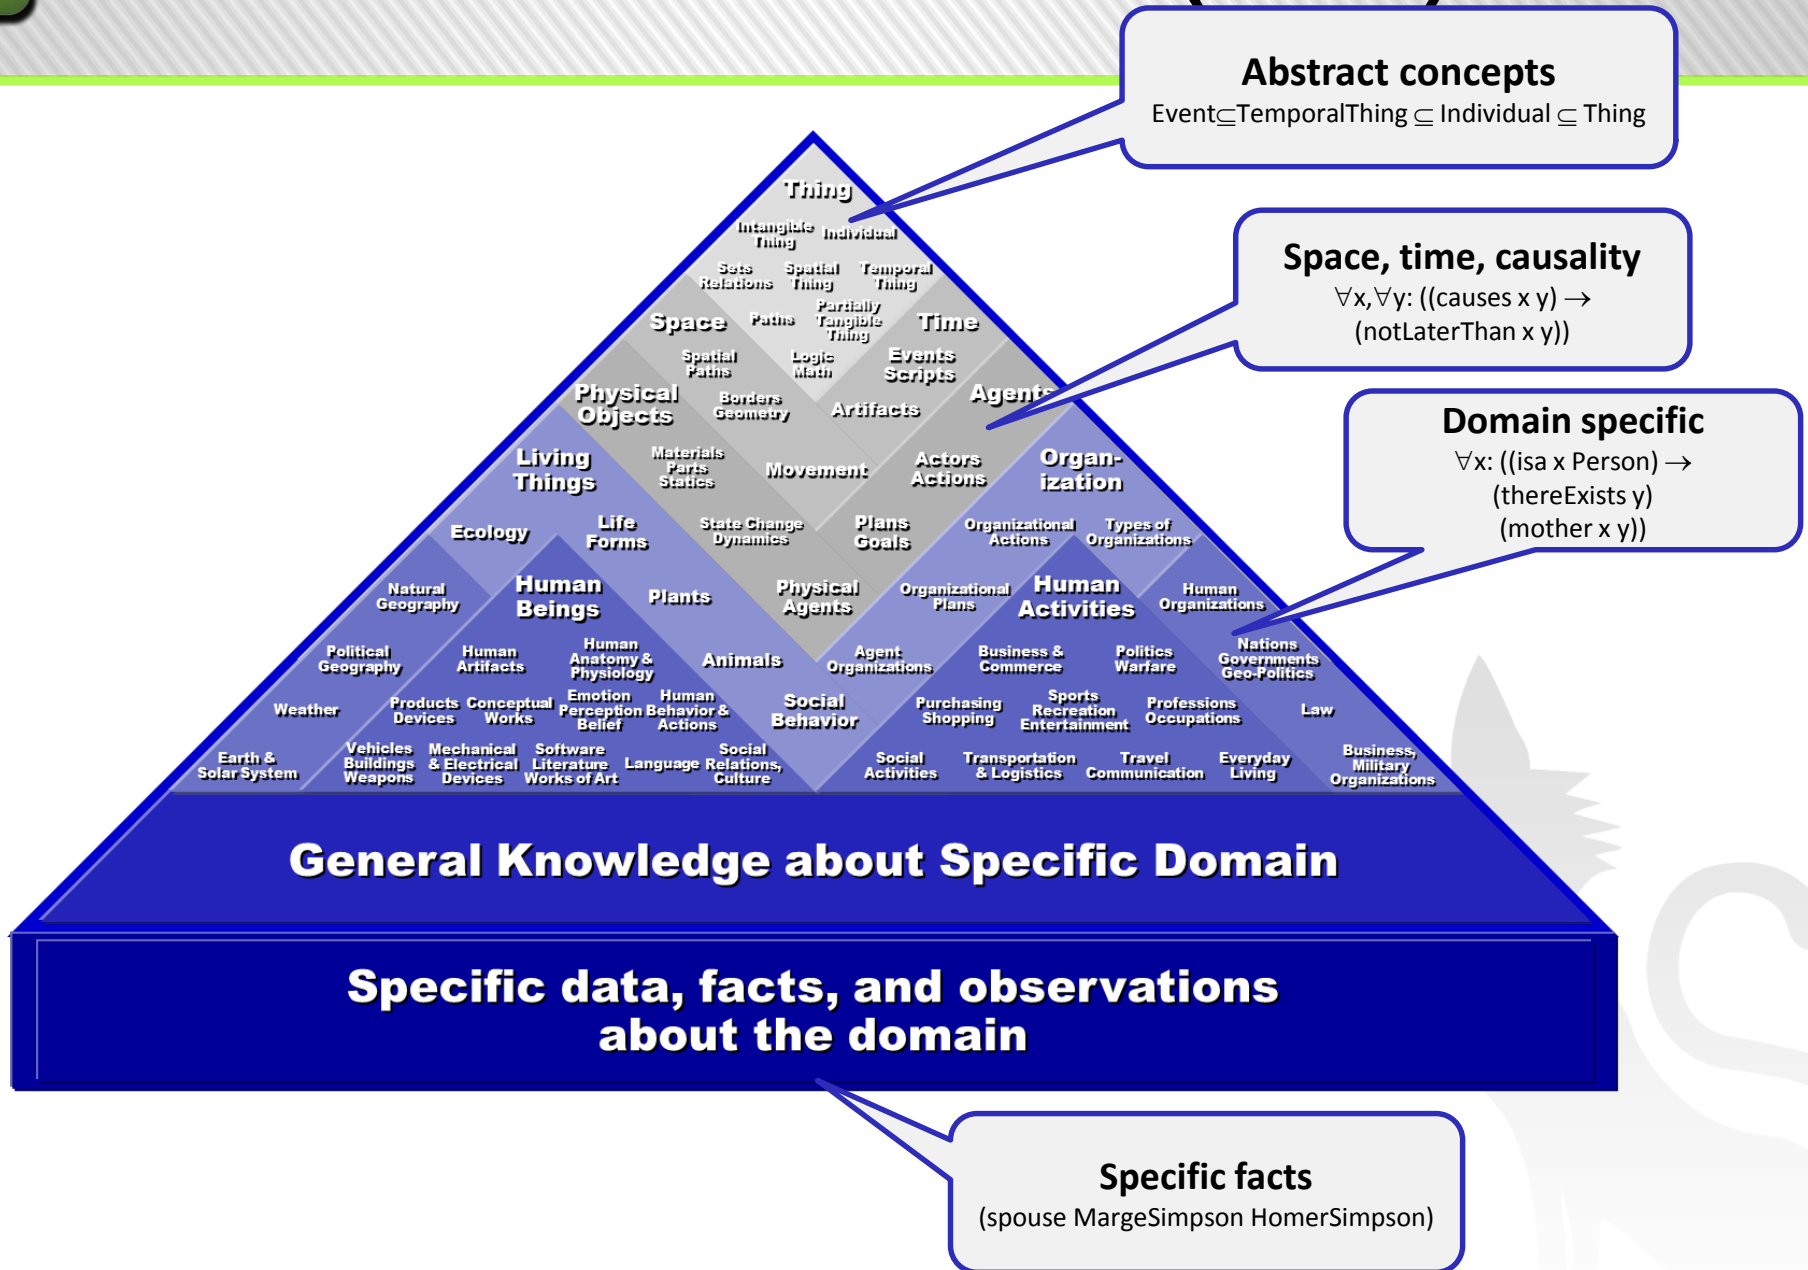 Abstract concepts
Event⊆TemporalThing ⊆ Individual ⊆ Thing
Space, time, causality
∀x,∀y: ((causes x y) →
(notLaterThan x y))
Domain specific
∀x: ((isa x Person) →
(thereExists y)
(mother x y))
Thing
Intangible
Thing
Individual
Sets
Relations
Spatial
Thing
Temporal
Thing
Space
Paths
Partially
Tangible
Thing
Time
Spatial
Paths
Logic
Math
Events
Scripts
Physical
Objects
Borders
Geometry
Artifacts
Agents
Living
Things
Materials
Parts
Statics
Movement
Actors
Actions
Organ-
ization
Ecology
Life
Forms
State Change
Dynamics
Plans
Goals
Organizational
Actions
Types of
Organizations
Natural
Geography
Human
Beings
Plants
Physical
Agents
Organizational
Plans
Human
Activities
Human
Organizations
Political
Geography
Human
Artifacts
Human
Anatomy &
Physiology
Animals
Agent
Organizations
Business &
Commerce
Politics
Warfare
Nations
Governments
Geo-Politics
Weather
Products
Devices
Conceptual
Works
Emotion
Perception
Belief
Human
Behavior &
Actions
Social
Behavior
Purchasing
Shopping
Sports
Recreation
Entertainment
Professions
Occupations
Law
Earth &
Solar System
Vehicles
Buildings
Weapons
Mechanical
& Electrical
Devices
Software
Literature
Works of Art
Language
Social
Relations,
Culture
Social
Activities
Transportation
& Logistics
Travel
Communication
Everyday
Living
Business,
Military
Organizations
General Knowledge about Specific Domain
Specific data, facts, and observations
about the domain
Specific facts
(spouse MargeSimpson HomerSimpson)